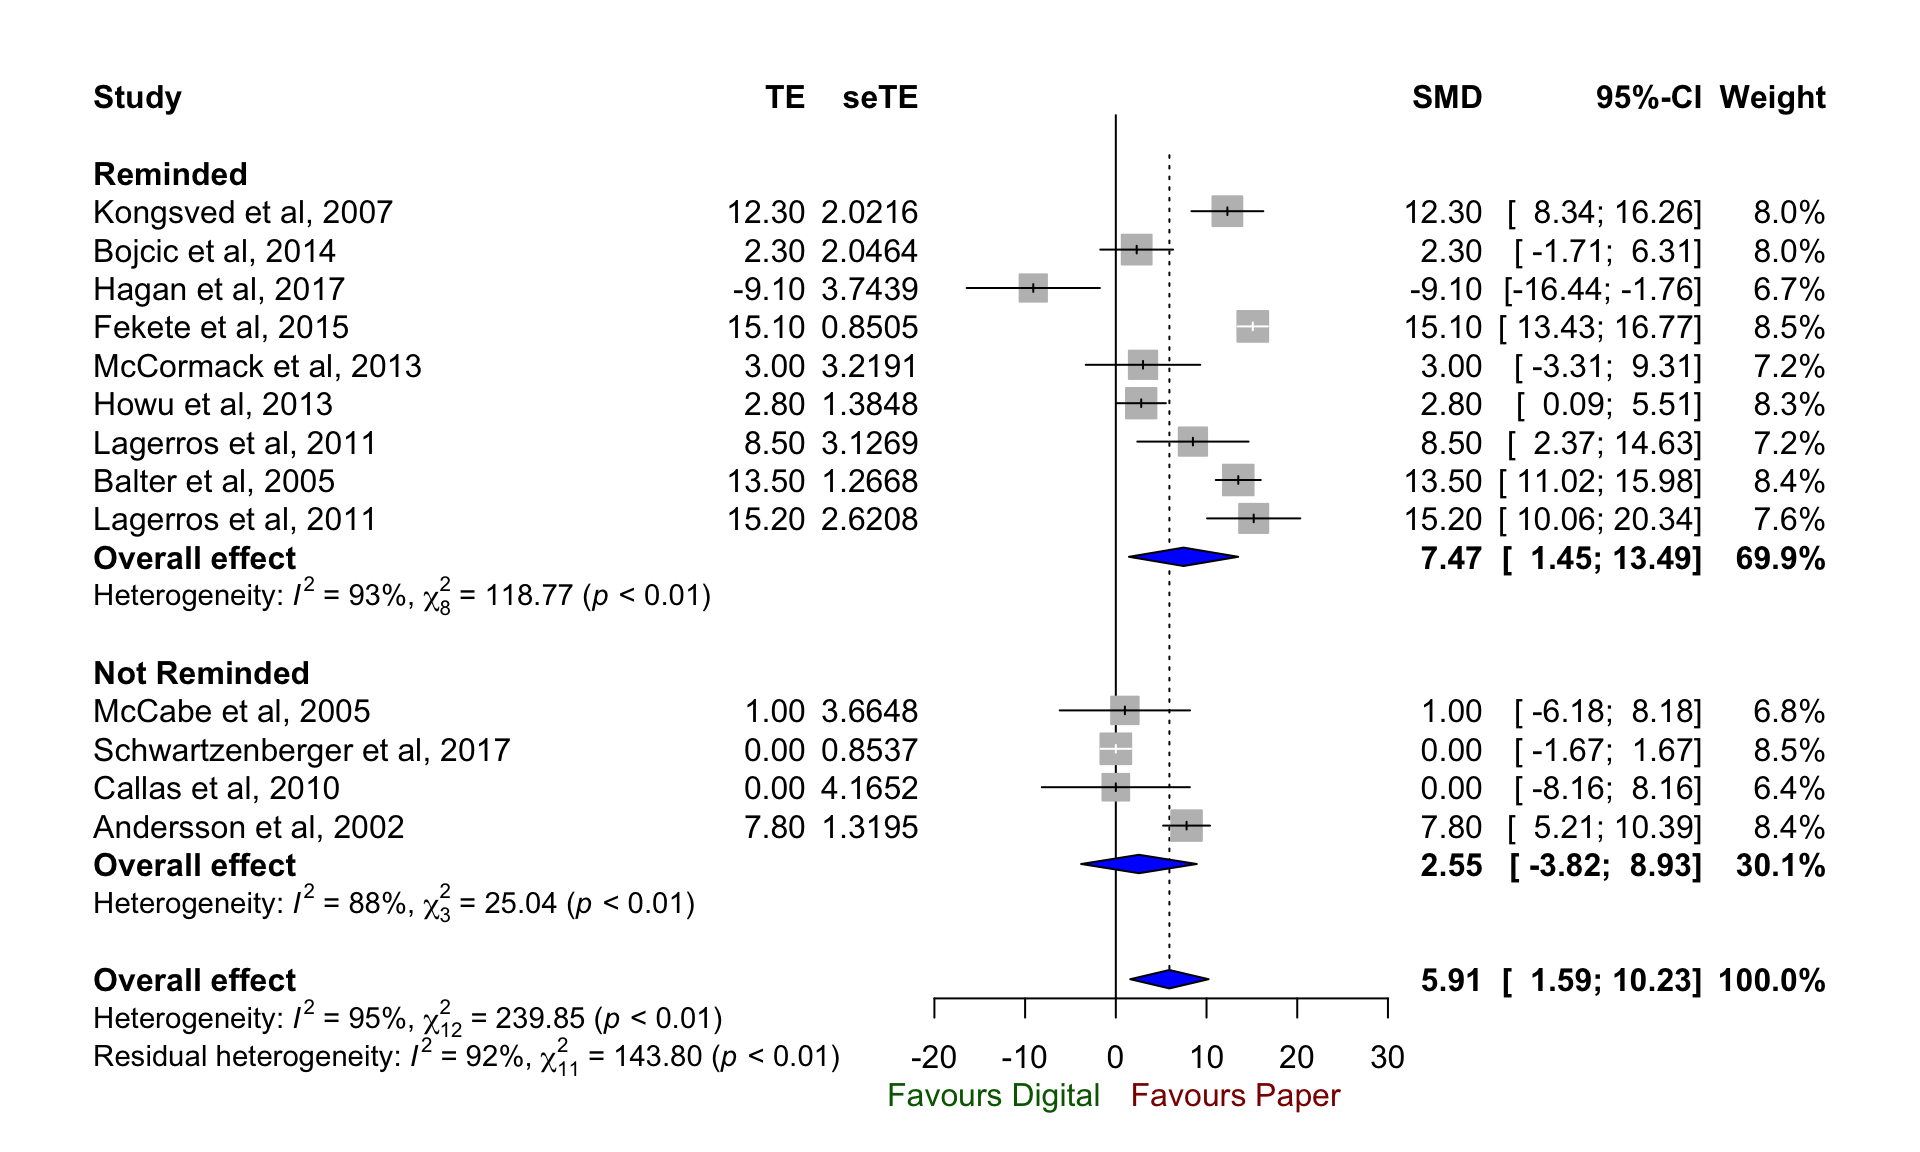 Study TE seTE SMD 95%-CI Weight
Reminded
Kongsved et al, 2007 12.30 2.0216 12.30 [ 8.34; 16.26] 8.0%
Bojcic et al, 2014 2.30 2.0464 2.30 [ -1.71; 6.31] 8.0%
Hagan et al, 2017 -9.10 3.7439 -9.10 [-16.44; -1.76] 6.7%
Fekete et al, 2015 15.10 0.8505 15.10 [ 13.43; 16.77] 8.5%
McCormack et al, 2013 3.00 3.2191 3.00 [ -3.31; 9.31] 7.2%
Howu et al, 2013 2.80 1.3848 2.80 [ 0.09; 5.51] 8.3%
Lagerros et al, 2011 8.50 3.1269 8.50 [ 2.37; 14.63] 7.2%
Balter et al, 2005 13.50 1.2668 13.50 [ 11.02; 15.98] 8.4%
Lagerros et al, 2011 15.20 2.6208 15.20 [ 10.06; 20.34] 7.6%
Overall effect 7.47 [ 1.45; 13.49] 69.9%
Heterogeneity: I² = 93%, χ²₈ = 118.77 (p < 0.01)
Not Reminded
McCabe et al, 2005 1.00 3.6648 1.00 [ -6.18; 8.18] 6.8%
Schwartzenberger et al, 2017 0.00 0.8537 0.00 [ -1.67; 1.67] 8.5%
Callas et al, 2010 0.00 4.1652 0.00 [ -8.16; 8.16] 6.4%
Andersson et al, 2002 7.80 1.3195 7.80 [ 5.21; 10.39] 8.4%
Overall effect 2.55 [ -3.82; 8.93] 30.1%
Heterogeneity: I² = 88%, χ²₃ = 25.04 (p < 0.01)
Overall effect 5.91 [ 1.59; 10.23] 100.0%
Heterogeneity: I² = 95%, χ²₁₂ = 239.85 (p < 0.01)
Residual heterogeneity: I² = 92%, χ²₁₁ = 143.80 (p < 0.01)
-20 -10 0 10 20 30
Favours Digital Favours Paper